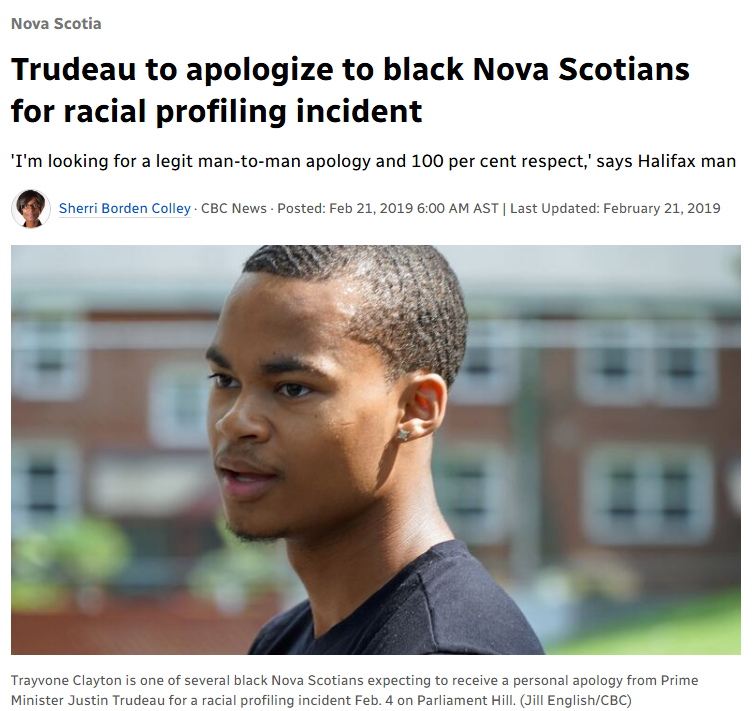 Nova Scotia
Trudeau to apologize to black Nova Scotians
for racial profiling incident
'I'm looking for a legit man-to-man apology and 100 per cent respect,' says Halifax man
Sherri Borden Colley · CBC News · Posted: Feb 21, 2019 6:00 AM AST | Last Updated: February 21, 2019
Trayvone Clayton is one of several black Nova Scotians expecting to receive a personal apology from Prime
Minister Justin Trudeau for a racial profiling incident Feb. 4 on Parliament Hill. (Jill English/CBC)